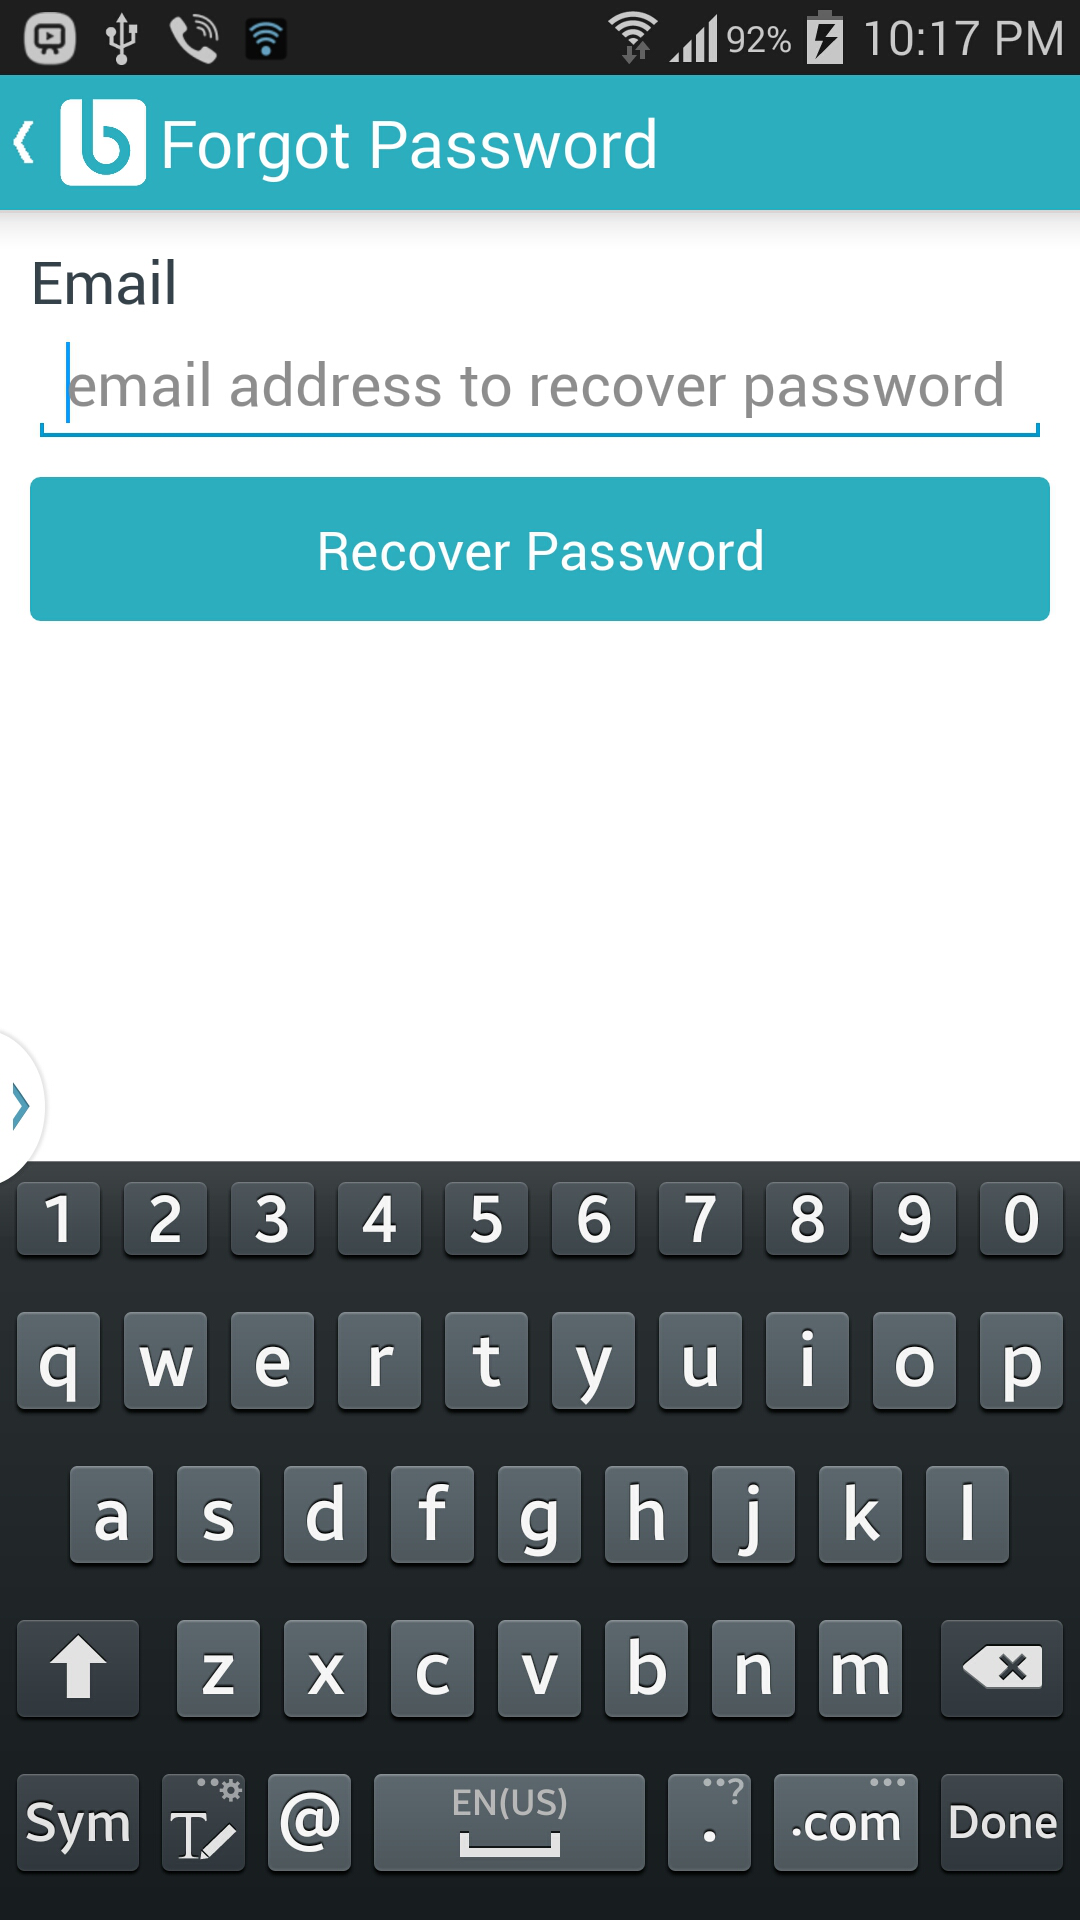 92% 10:17 PM
Forgot Password
Email
email address to recover password
Recover Password
1 2 3 4 5 6 7 8 9 0
q w e r t y u i o p
a s d f g h j k l
z x c v b n m
Sym T @ EN(US) . ? .com Done